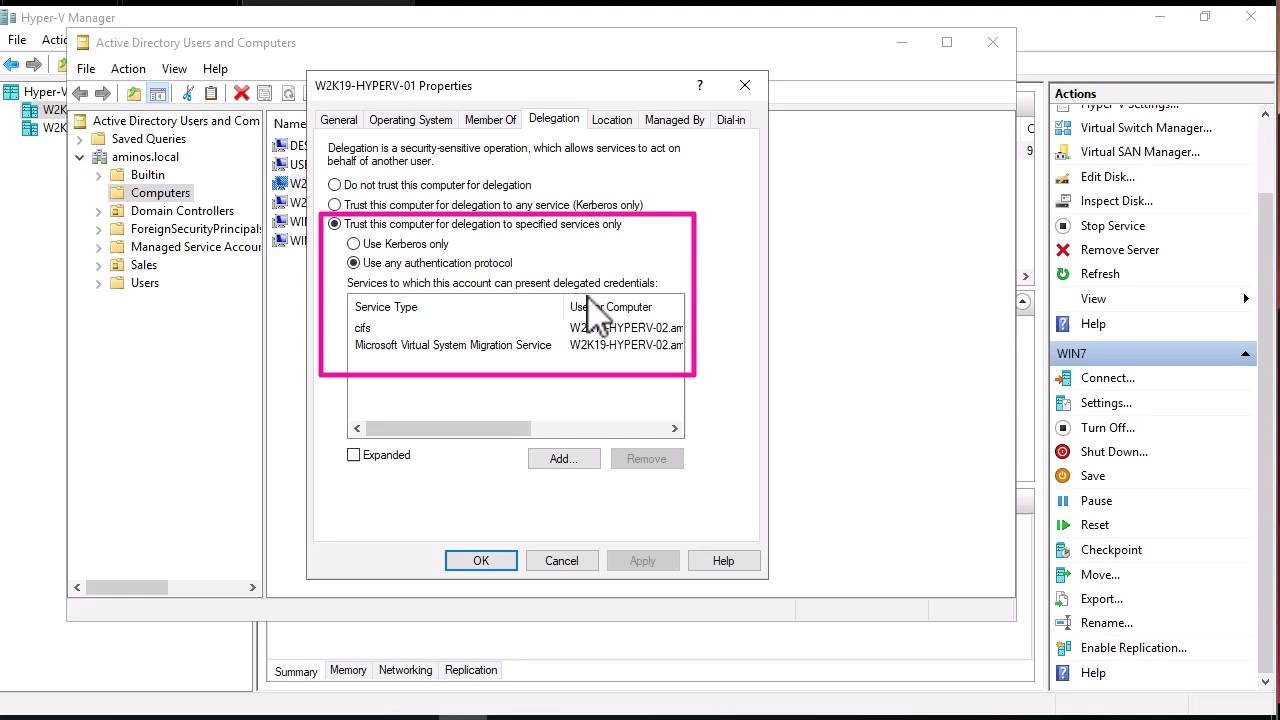 Hyper-V Manager
File
Hyper-V
Active Directory Users and Computers
File Action View Help
W2K19-HYPERV-01 Properties
?
General Operating System Member Of Delegation Location Managed By Dial-in
Delegation is a security-sensitive operation, which allows services to act on
behalf of another user.
Do not trust this computer for delegation
Trust this computer for delegation to any service (Kerberos only)
Trust this computer for delegation to specified services only
Use Kerberos only
Use any authentication protocol
Services to which this account can present delegated credentials:
Service Type
Computer
cifs
Microsoft Virtual System Migration Service W2K19-HYPERV-02.am
Expanded
Add...
Remove
OK Cancel Apply Help
Active Directory Users and Com
Saved Queries
aminos.local
Builtin
Computers
Domain Controllers
ForeignSecurityPrincipals
Managed Service Accour
Sales
Users
Name
Summary Memory Networking Replication
Actions
Hyper-V Settings...
Virtual Switch Manager...
Virtual SAN Manager...
Edit Disk...
Inspect Disk...
Stop Service
Remove Server
Refresh
View
Help
WIN7
Connect...
Settings...
Turn Off...
Shut Down...
Save
Pause
Reset
Checkpoint
Move...
Export...
Rename...
Enable Replication...
Help